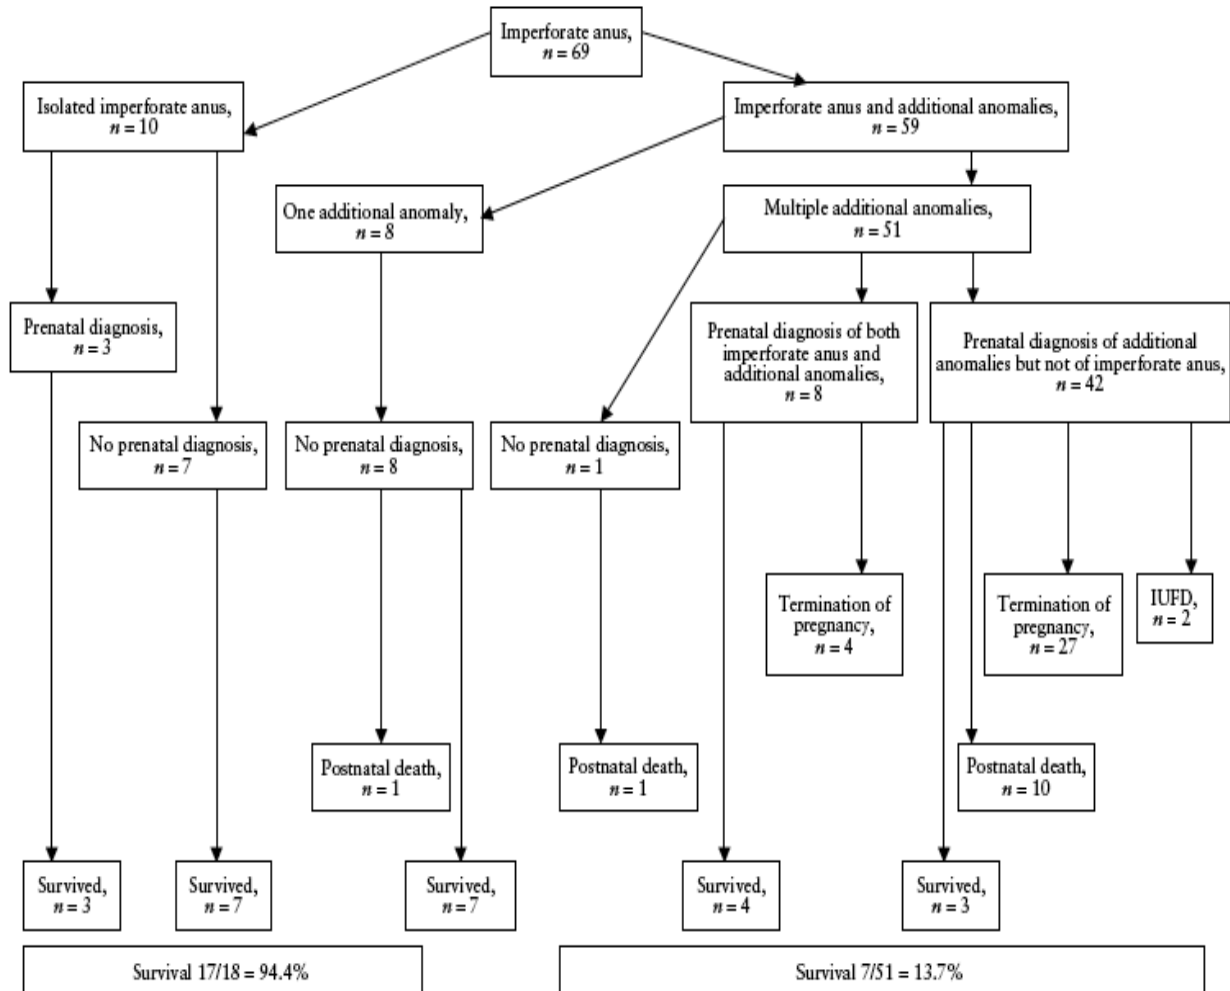 Imperforate anus,
n = 69
Isolated imperforate anus,
n = 10
Imperforate anus and additional anomalies,
n = 59
One additional anomaly,
n = 8
Multiple additional anomalies,
n = 51
Prenatal diagnosis,
n = 3
Prenatal diagnosis of both
imperforate anus and
additional anomalies,
n = 8
Prenatal diagnosis of additional
anomalies but not of imperforate anus,
n = 42
No prenatal diagnosis,
n = 7
No prenatal diagnosis,
n = 8
No prenatal diagnosis,
n = 1
Termination of
pregnancy,
n = 4
Termination of
pregnancy,
n = 27
IUFD,
n = 2
Postnatal death,
n = 1
Postnatal death,
n = 1
Postnatal death,
n = 10
Survived,
n = 3
Survived,
n = 7
Survived,
n = 7
Survived,
n = 4
Survived,
n = 3
Survival 17/18 = 94.4%
Survival 7/51 = 13.7%